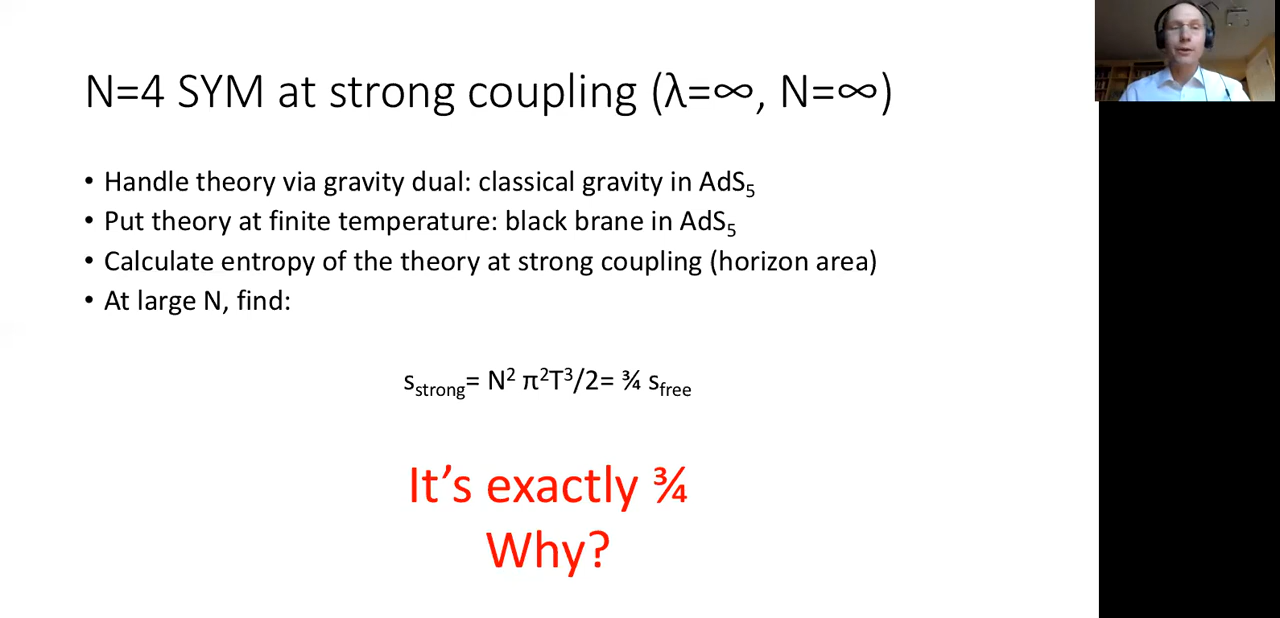 N=4 SYM at strong coupling (λ=∞, N=∞)
• Handle theory via gravity dual: classical gravity in AdS₅
• Put theory at finite temperature: black brane in AdS₅
• Calculate entropy of the theory at strong coupling (horizon area)
• At large N, find:
s_strong= N² π²T³/2= ¾ s_free
It's exactly ¾
Why?